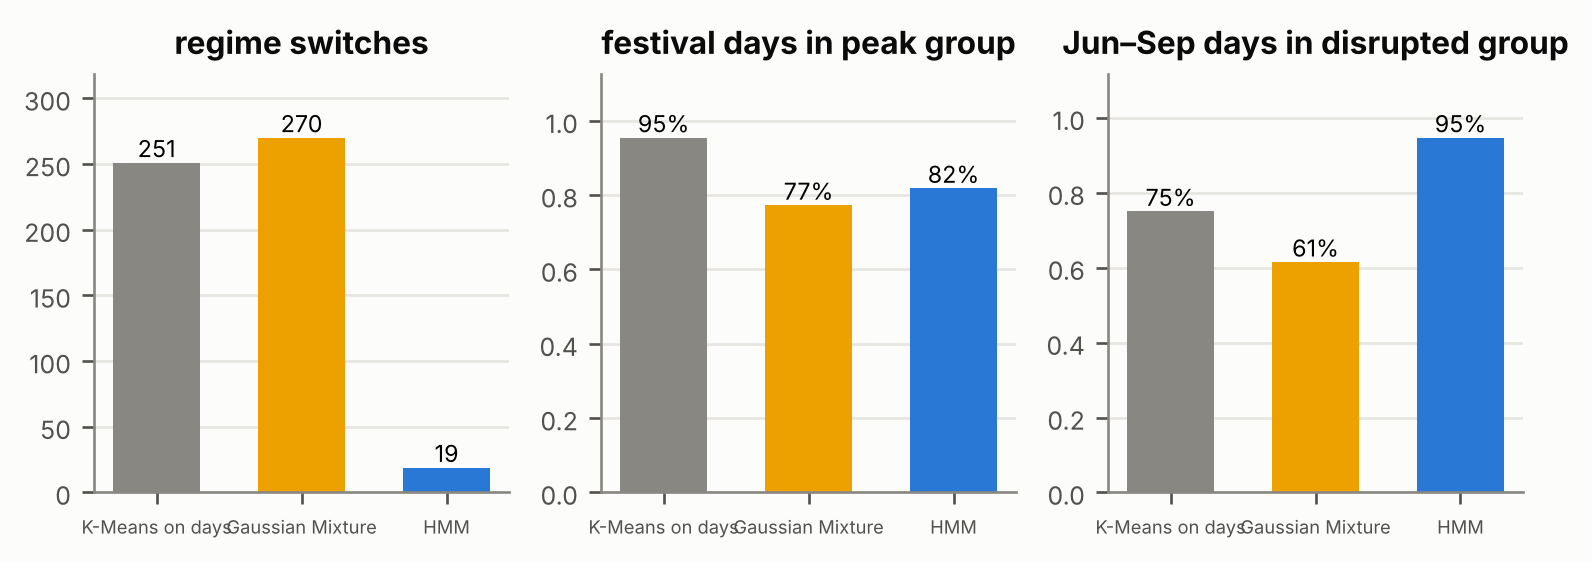 regime switches
300
250
200
150
100
50
0
251
270
19
K-Means on days
Gaussian Mixture
HMM
festival days in peak group
1.0
0.8
0.6
0.4
0.2
0.0
95%
77%
82%
K-Means on days
Gaussian Mixture
HMM
Jun–Sep days in disrupted group
1.0
0.8
0.6
0.4
0.2
0.0
75%
61%
95%
K-Means on days
Gaussian Mixture
HMM